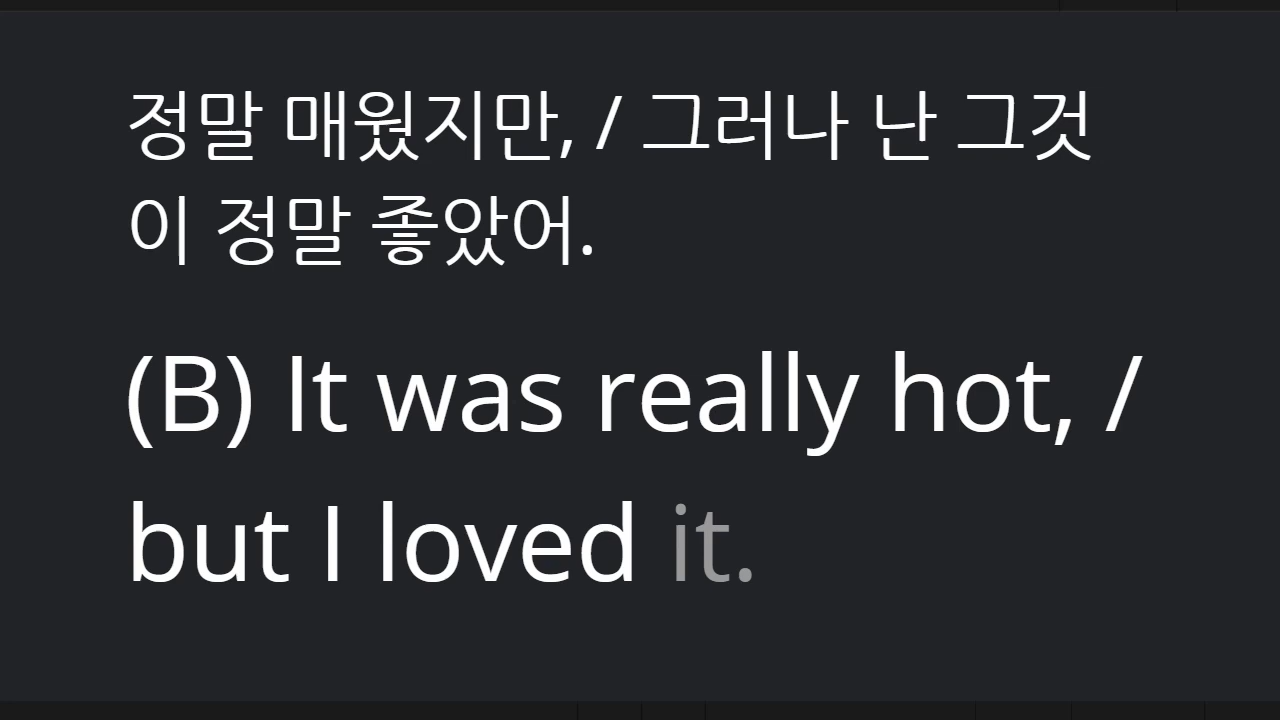 정말 매웠지만, / 그러나 난 그것
이 정말 좋았어.
(B) It was really hot, /
but I loved it.